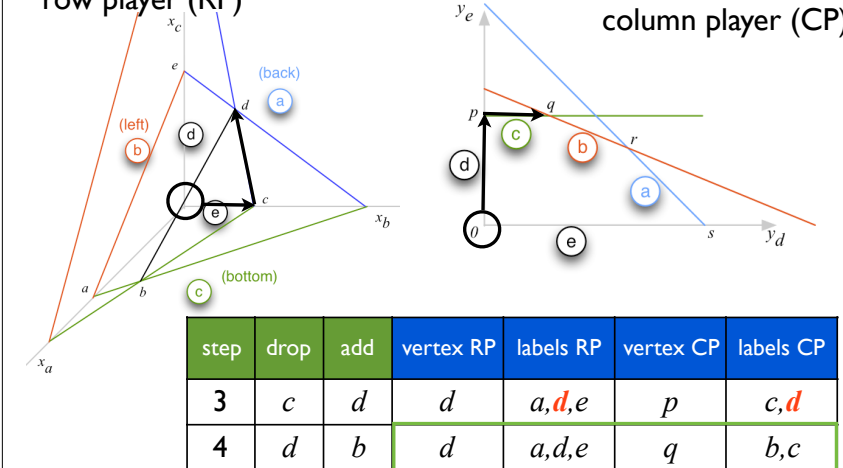 row player (RP)
column player (CP)
x_c
e
(back)
a
d
(left)
b
d
e
c
x_b
a
b
c
(bottom)
x_a
y_e
p
q
c
b
r
d
a
0
e
s
y_d
step drop add vertex RP labels RP vertex CP labels CP
3 c d d a,d,e p c,d
4 d b d a,d,e q b,c